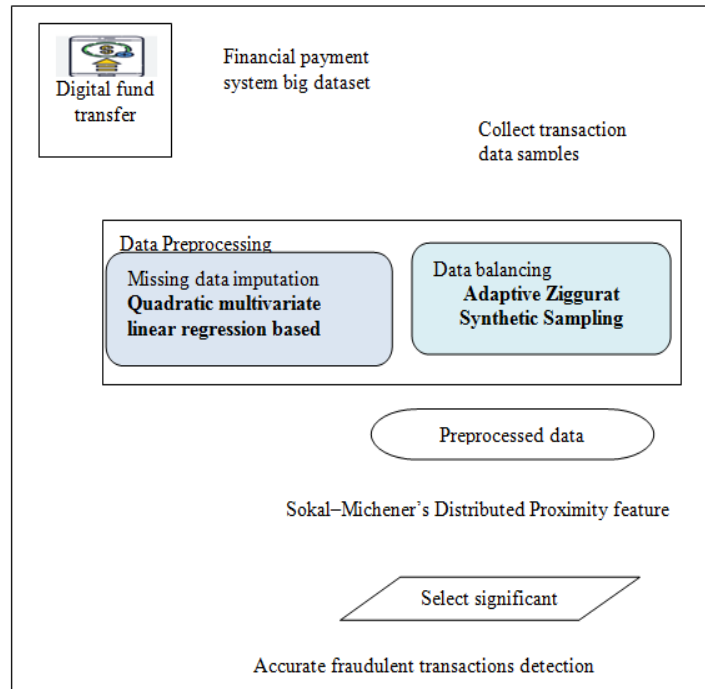 Digital fund
transfer
Financial payment
system big dataset
Collect transaction
data samples
Data Preprocessing
Missing data imputation
Quadratic multivariate
linear regression based
Data balancing
Adaptive Ziggurat
Synthetic Sampling
Preprocessed data
Sokal–Michener’s Distributed Proximity feature
Select significant
Accurate fraudulent transactions detection